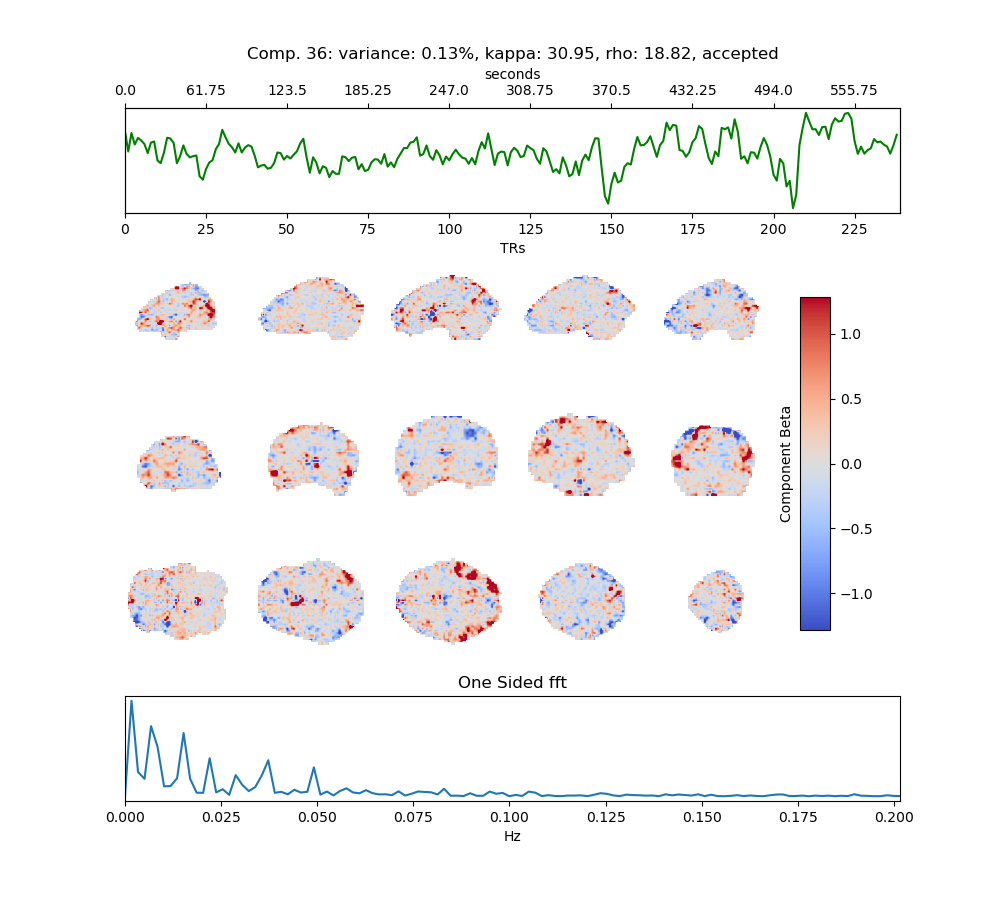 Comp. 36: variance: 0.13%, kappa: 30.95, rho: 18.82, accepted
seconds
0.0 61.75 123.5 185.25 247.0 308.75 370.5 432.25 494.0 555.75
0 25 50 75 100 125 150 175 200 225
TRs
1.0
0.5
0.0
−0.5
−1.0
Component Beta
One Sided fft
0.000 0.025 0.050 0.075 0.100 0.125 0.150 0.175 0.200
Hz